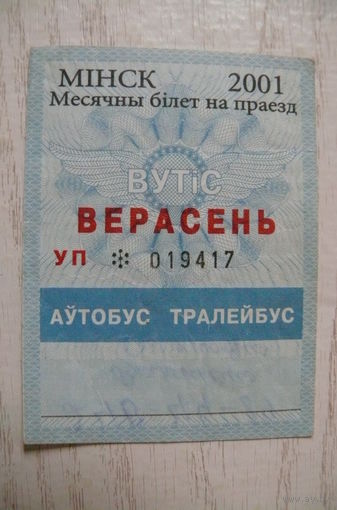 МІНСК 2001
Месячны білет на праезд
ВУТіС
ВЕРАСЕНЬ
УП 019417
АЎТОБУС ТРАЛЕЙБУС